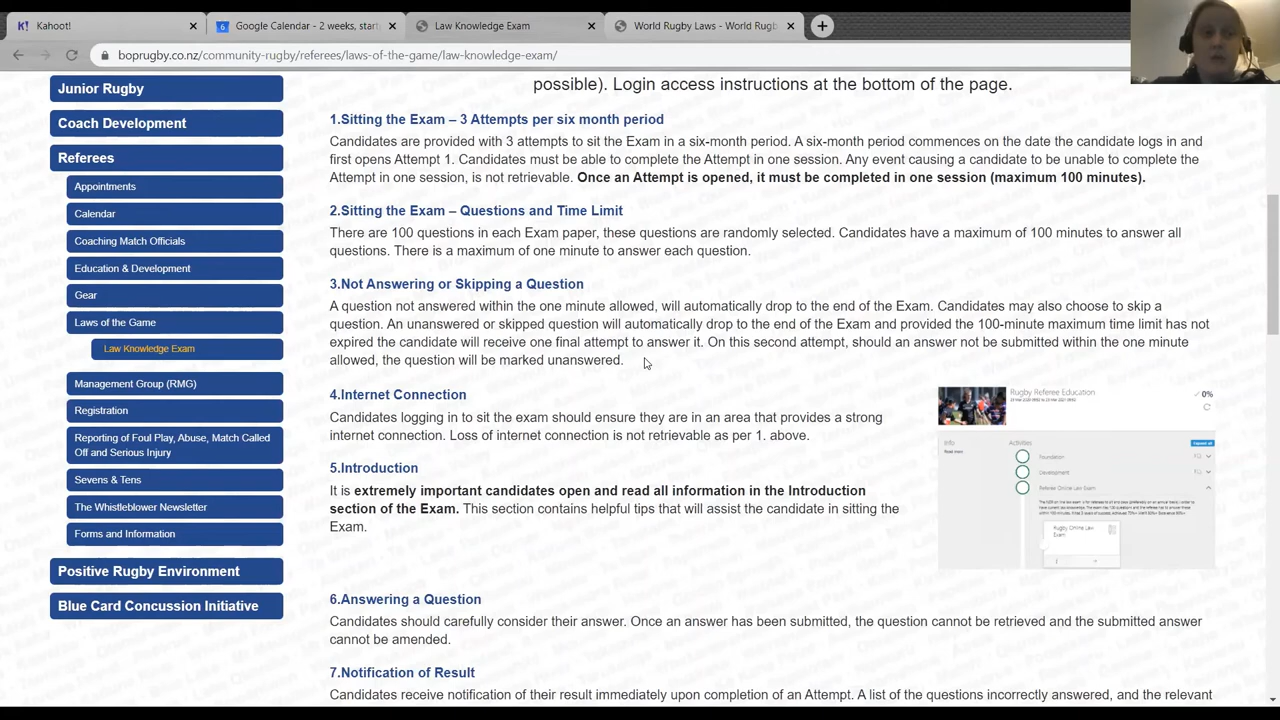 Kahoot!
Google Calendar - 2 weeks, start
Law Knowledge Exam
World Rugby Laws - World Rugb
boprugby.co.nz/community-rugby/referees/laws-of-the-game/law-knowledge-exam/
Junior Rugby
Coach Development
Referees
Appointments
Calendar
Coaching Match Officials
Education & Development
Gear
Laws of the Game
Law Knowledge Exam
Management Group (RMG)
Registration
Reporting of Foul Play, Abuse, Match Called
Off and Serious Injury
Sevens & Tens
The Whistleblower Newsletter
Forms and Information
Positive Rugby Environment
Blue Card Concussion Initiative
possible). Login access instructions at the bottom of the page.
1.Sitting the Exam – 3 Attempts per six month period
Candidates are provided with 3 attempts to sit the Exam in a six-month period. A six-month period commences on the date the candidate logs in and
first opens Attempt 1. Candidates must be able to complete the Attempt in one session. Any event causing a candidate to be unable to complete the
Attempt in one session, is not retrievable. Once an Attempt is opened, it must be completed in one session (maximum 100 minutes).
2.Sitting the Exam – Questions and Time Limit
There are 100 questions in each Exam paper, these questions are randomly selected. Candidates have a maximum of 100 minutes to answer all
questions. There is a maximum of one minute to answer each question.
3.Not Answering or Skipping a Question
A question not answered within the one minute allowed, will automatically drop to the end of the Exam. Candidates may also choose to skip a
question. An unanswered or skipped question will automatically drop to the end of the Exam and provided the 100-minute maximum time limit has not
expired the candidate will receive one final attempt to answer it. On this second attempt, should an answer not be submitted within the one minute
allowed, the question will be marked unanswered.
4.Internet Connection
Candidates logging in to sit the exam should ensure they are in an area that provides a strong
internet connection. Loss of internet connection is not retrievable as per 1. above.
5.Introduction
It is extremely important candidates open and read all information in the Introduction
section of the Exam. This section contains helpful tips that will assist the candidate in sitting the
Exam.
Rugby Referee Education
0%
Info
Read more
Activities
Expand all
Foundation
Development
Referee Online Law Exam
Rugby Online Law
Exam
6.Answering a Question
Candidates should carefully consider their answer. Once an answer has been submitted, the question cannot be retrieved and the submitted answer
cannot be amended.
7.Notification of Result
Candidates receive notification of their result immediately upon completion of an Attempt. A list of the questions incorrectly answered, and the relevant